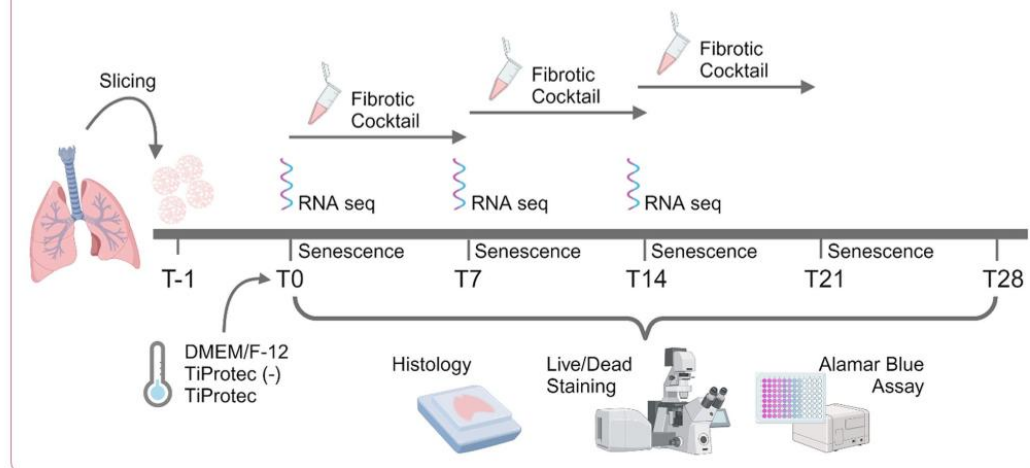 Slicing
Fibrotic
Cocktail
Fibrotic
Cocktail
Fibrotic
Cocktail
RNA seq
RNA seq
RNA seq
Senescence
Senescence
Senescence
Senescence
T-1
T0
T7
T14
T21
T28
DMEM/F-12
TiProtec (-)
TiProtec
Histology
Live/Dead
Staining
Alamar Blue
Assay